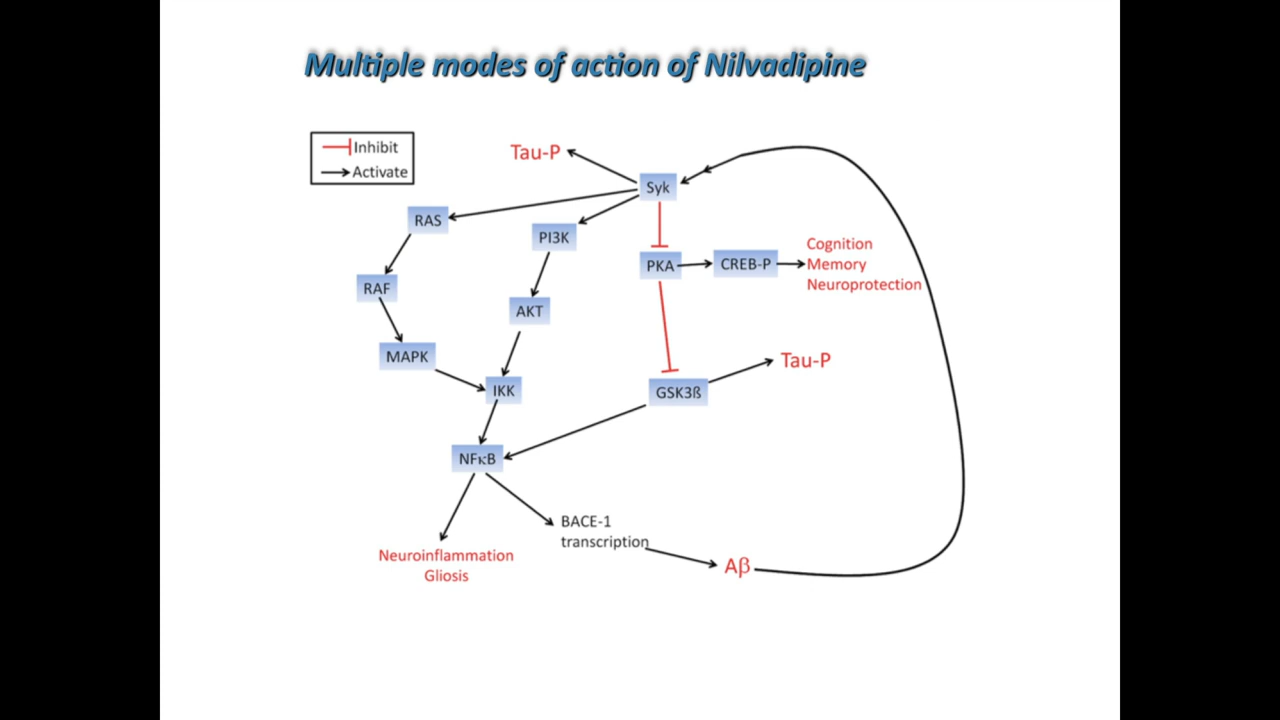 Multiple modes of action of Nilvadipine
Inhibit
Activate
Tau-P
Syk
RAS
PI3K
PKA
CREB-P
Cognition
Memory
Neuroprotection
RAF
AKT
MAPK
Tau-P
IKK
GSK3ß
NFκB
BACE-1
transcription
Neuroinflammation
Gliosis
Aβ